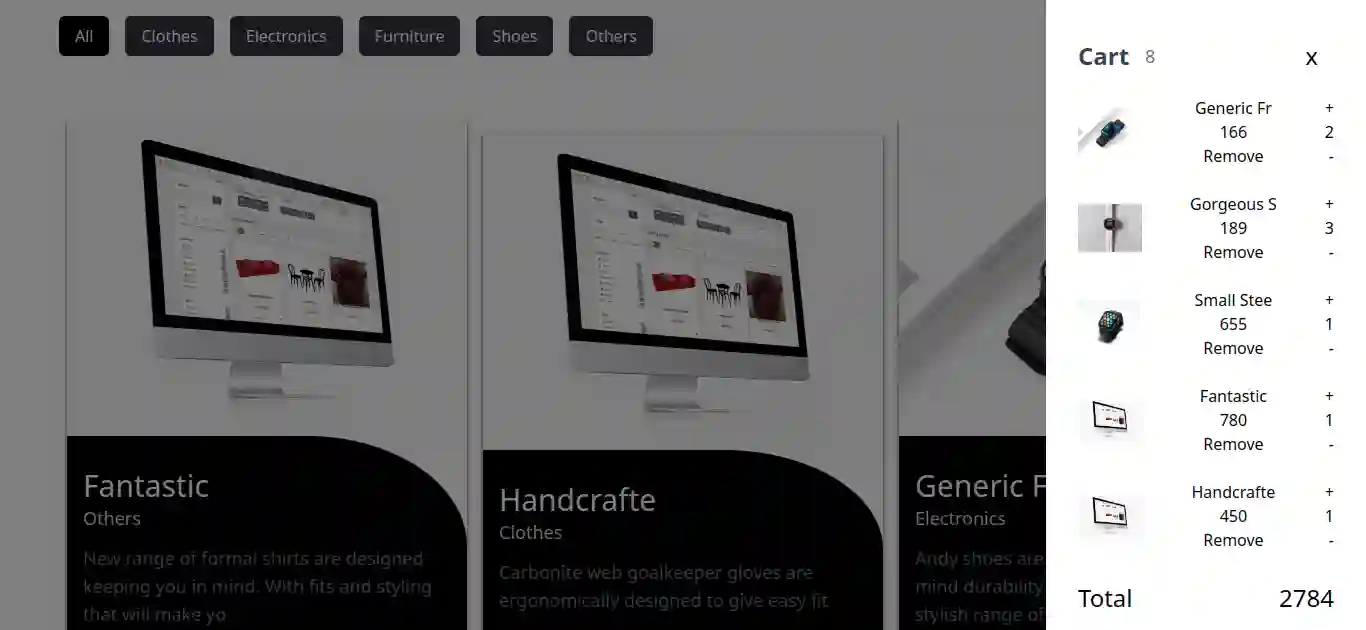 All
Clothes
Electronics
Furniture
Shoes
Others
Fantastic
Others
New range of formal shirts are designed
keeping you in mind. With fits and styling
that will make yo
Handcrafte
Clothes
Carbonite web goalkeeper gloves are
ergonomically designed to give easy fit
Generic F
Electronics
Andy shoes are
mind durability
stylish range of
Cart 8
x
Generic Fr +
166 2
Remove -
Gorgeous S +
189 3
Remove -
Small Stee +
655 1
Remove -
Fantastic +
780 1
Remove -
Handcrafte +
450 1
Remove -
Total 2784